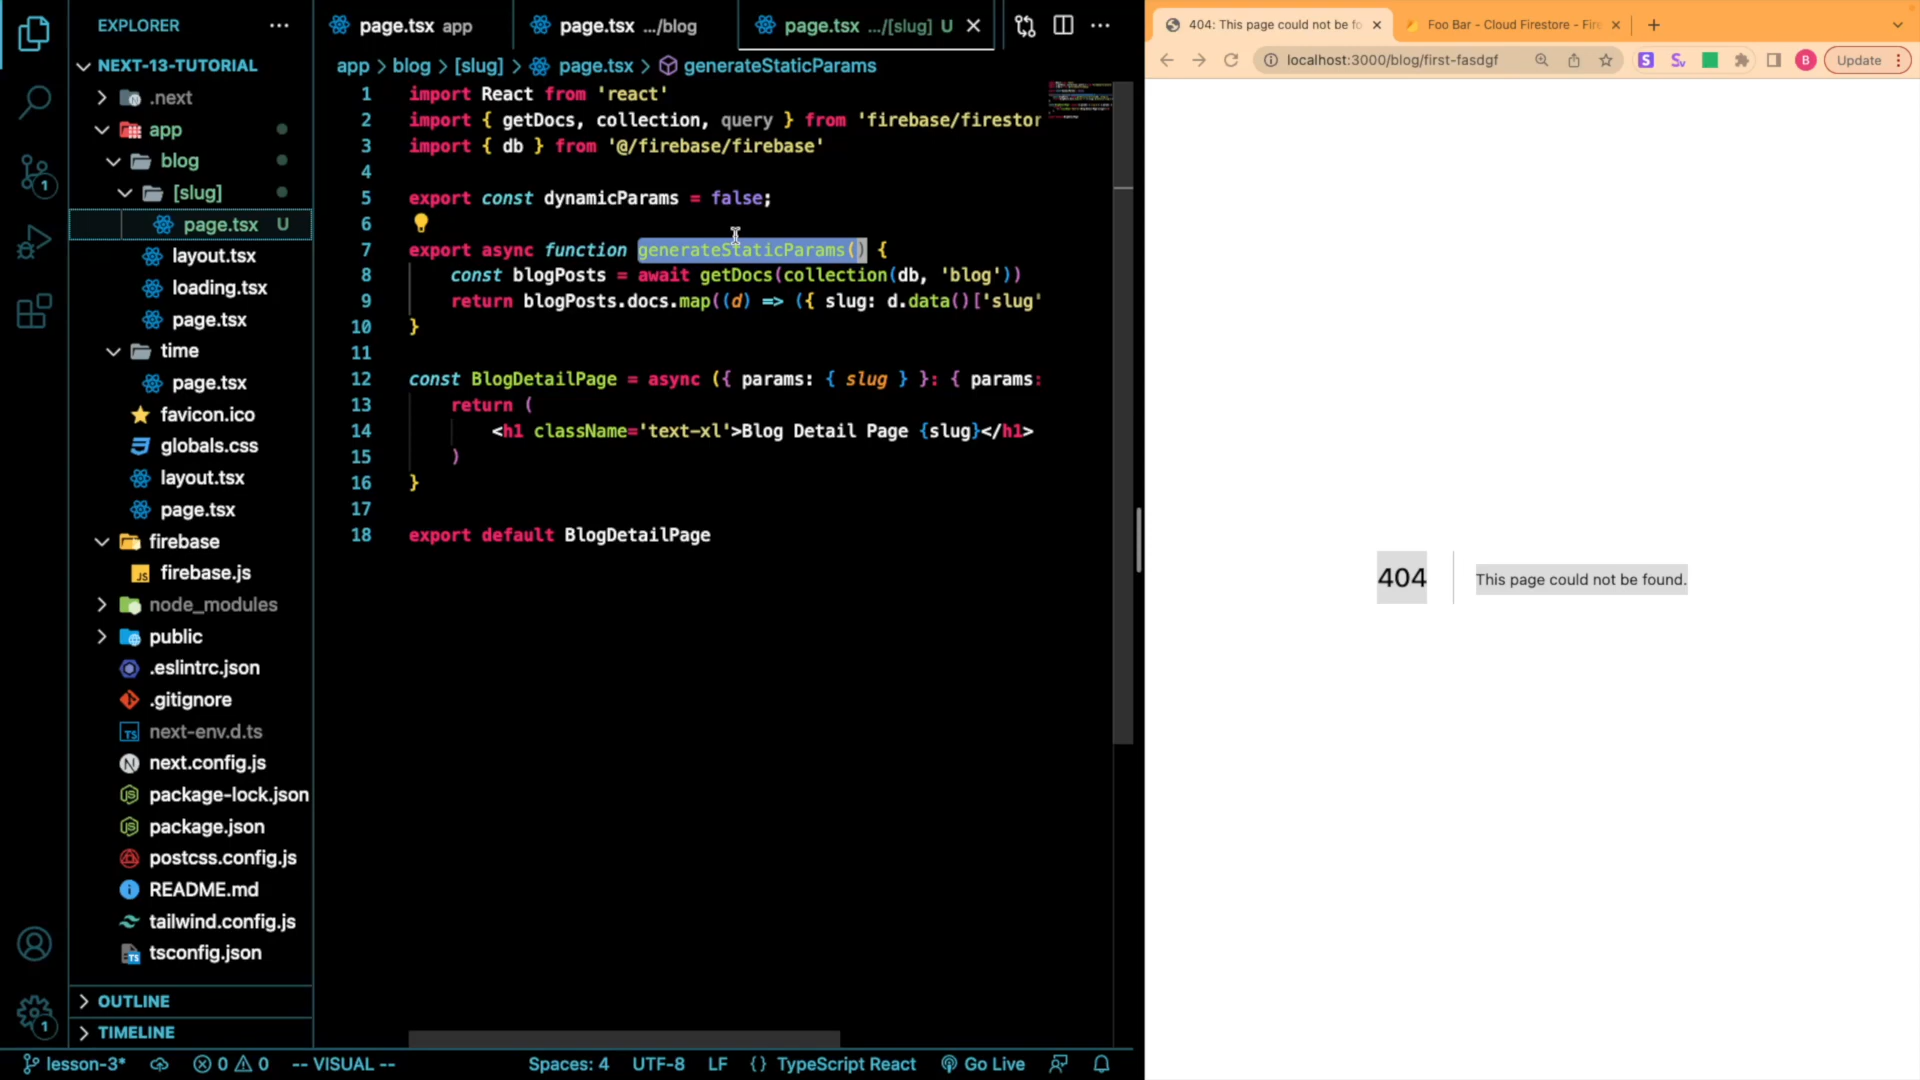 EXPLORER
NEXT-13-TUTORIAL
.next
app
blog
[slug]
page.tsx U
layout.tsx
loading.tsx
page.tsx
time
page.tsx
favicon.ico
globals.css
layout.tsx
page.tsx
firebase
firebase.js
node_modules
public
.eslintrc.json
.gitignore
next-env.d.ts
next.config.js
package-lock.json
package.json
postcss.config.js
README.md
tailwind.config.js
tsconfig.json
OUTLINE
TIMELINE
page.tsx app
page.tsx .../blog
page.tsx .../[slug] U
app > blog > [slug] > page.tsx > generateStaticParams
1 import React from 'react'
2 import { getDocs, collection, query } from 'firebase/firestor
3 import { db } from '@/firebase/firebase'
4
5 export const dynamicParams = false;
6
7 export async function generateStaticParams() {
8 const blogPosts = await getDocs(collection(db, 'blog'))
9 return blogPosts.docs.map((d) => ({ slug: d.data()['slug'
10 }
11
12 const BlogDetailPage = async ({ params: { slug } }: { params:
13 return (
14 <h1 className='text-xl'>Blog Detail Page {slug}</h1>
15 )
16 }
17
18 export default BlogDetailPage
lesson-3* 0 0 -- VISUAL -- Spaces: 4 UTF-8 LF {} TypeScript React Go Live
1
1
404: This page could not be fo
Foo Bar - Cloud Firestore - Fire
localhost:3000/blog/first-fasdgf
S
B
Update
404
This page could not be found.